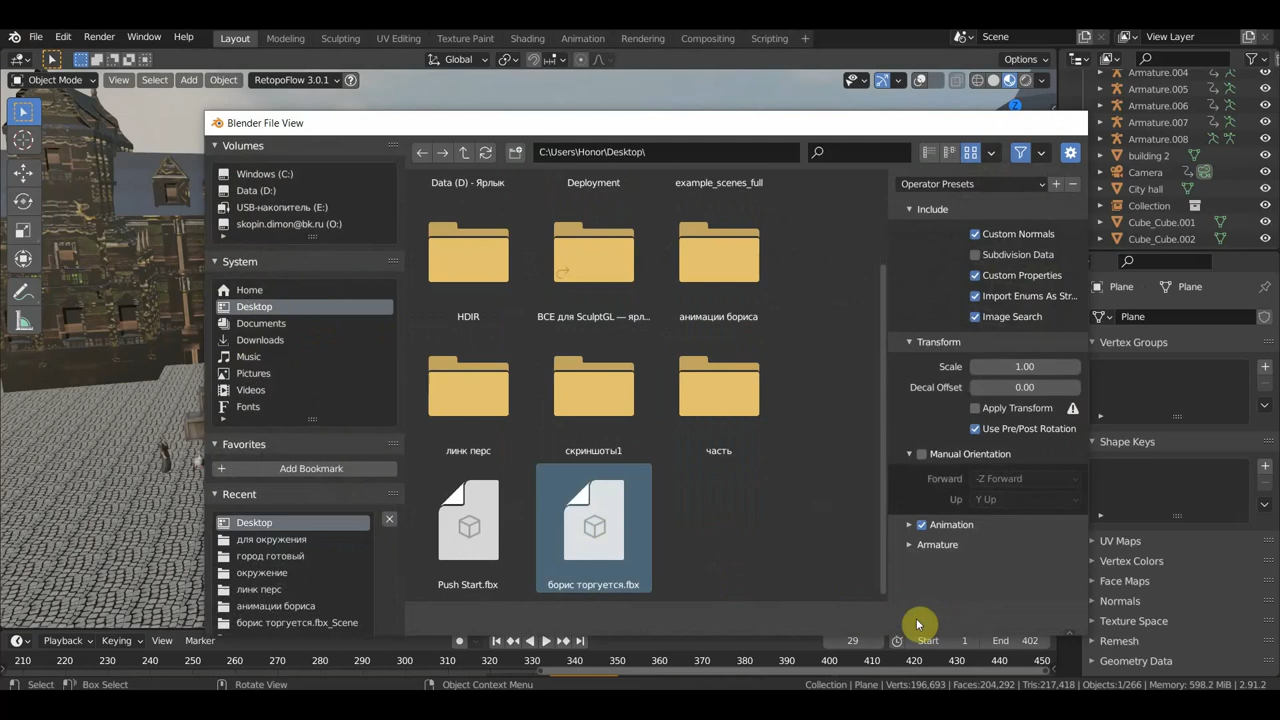 File Edit Render Window Help
Layout Modeling Sculpting UV Editing Texture Paint Shading Animation Rendering Compositing Scripting +
Scene
View Layer
Global
Options
Object Mode View Select Add Object RetopoFlow 3.0.1
Blender File View
Volumes
Windows (C:)
Data (D:)
USB-накопитель (E:)
skopin.dimon@bk.ru (O:)
System
Home
Desktop
Documents
Downloads
Music
Pictures
Videos
Fonts
Favorites
Add Bookmark
Recent
Desktop
для окружения
город готовый
окружение
линк перс
анимации бориса
борис торгуется.fbx_Scene
C:\Users\Honor\Desktop\
Data (D) - Ярлык
Deployment
example_scenes_full
HDIR
ВСЕ для SculptGL — ярл...
анимации бориса
линк перс
скриншоты1
часть
Push Start.fbx
борис торгуется.fbx
Operator Presets
Include
Custom Normals
Subdivision Data
Custom Properties
Import Enums As Str...
Image Search
Transform
Scale 1.00
Decal Offset 0.00
Apply Transform
Use Pre/Post Rotation
Manual Orientation
Forward -Z Forward
Up Y Up
Animation
Armature
Armature.004
Armature.005
Armature.006
Armature.007
Armature.008
building 2
Camera
City hall
Collection
Cube_Cube.001
Cube_Cube.002
Plane Plane
Plane
Vertex Groups
Shape Keys
UV Maps
Vertex Colors
Face Maps
Normals
Texture Space
Remesh
Geometry Data
Playback Keying View Marker
29 Start 1 End 402
210 220 230 240 250 260 270 280 290 300 310 320 330 340 350 360 370 380 390 400 410 420 430 440 450
Select Box Select Rotate View Object Context Menu
Collection | Plane | Verts:196,693 | Faces:204,292 | Tris:217,418 | Objects:1/266 | Memory: 598.2 MiB | 2.91.2